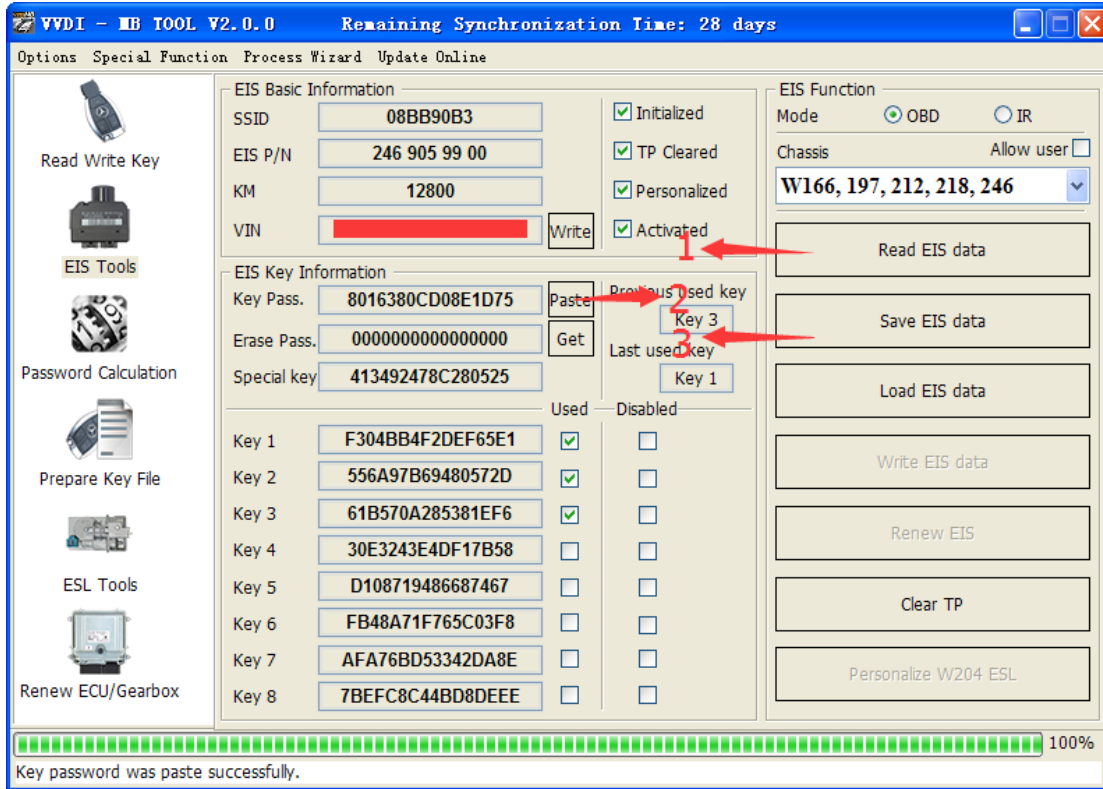 VVDI - MB TOOL V2.0.0 Remaining Synchronization Time: 28 days
Options Special Function Process Wizard Update Online
Read Write Key
EIS Tools
Password Calculation
Prepare Key File
ESL Tools
Renew ECU/Gearbox
EIS Basic Information
SSID 08BB90B3
EIS P/N 246 905 99 00
KM 12800
VIN Write
Initialized
TP Cleared
Personalized
Activated
1
EIS Key Information
Key Pass. 8016380CD08E1D75 Paste
Erase Pass. 0000000000000000 Get
Special key 413492478C280525
Previous used key
2
Key 3
3
Last used key
Key 1
Used Disabled
Key 1 F304BB4F2DEF65E1
Key 2 556A97B69480572D
Key 3 61B570A285381EF6
Key 4 30E3243E4DF17B58
Key 5 D108719486687467
Key 6 FB48A71F765C03F8
Key 7 AFA76BD53342DA8E
Key 8 7BEFC8C44BD8DEEE
EIS Function
Mode OBD IR
Chassis Allow user
W166, 197, 212, 218, 246
Read EIS data
Save EIS data
Load EIS data
Write EIS data
Renew EIS
Clear TP
Personalize W204 ESL
100%
Key password was paste successfully.